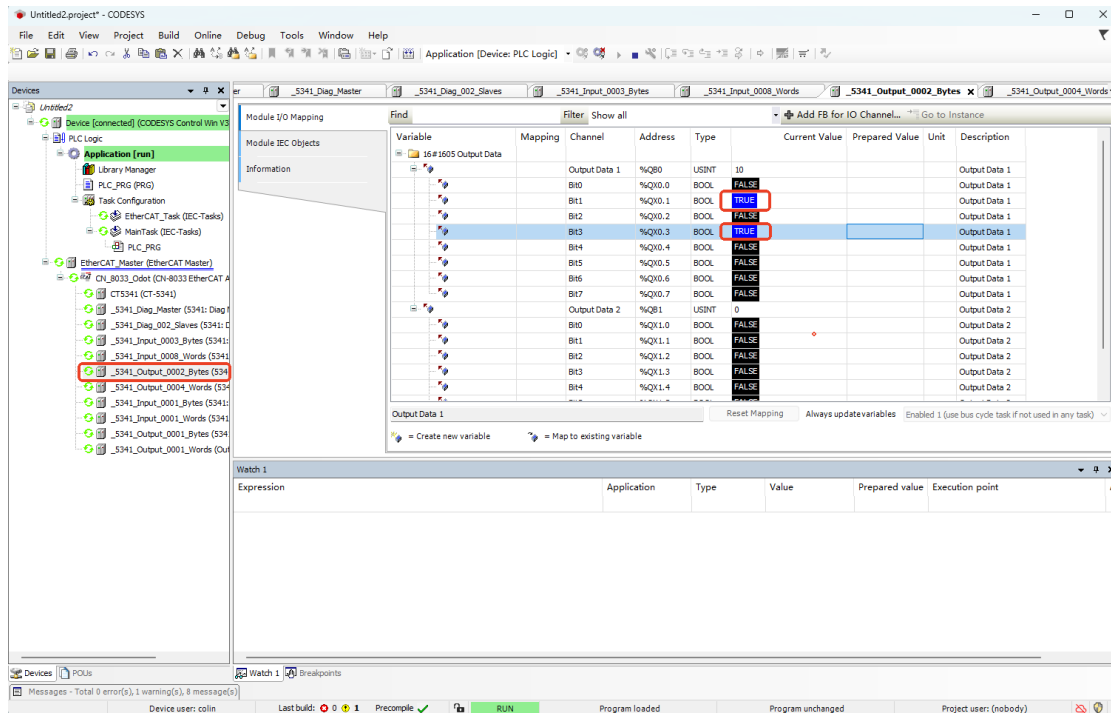 Untitled2.project* - CODESYS
File Edit View Project Build Online Debug Tools Window Help
Application [Device: PLC Logic]
Devices
Untitled2
Device [connected] (CODESYS Control Win V3
PLC Logic
Application [run]
Library Manager
PLC_PRG (PRG)
Task Configuration
EtherCAT_Task (IEC-Tasks)
MainTask (IEC-Tasks)
PLC_PRG
EtherCAT_Master (EtherCAT Master)
CN_8033_Odot (CN-8033 EtherCAT A
CT5341 (CT-5341)
_5341_Diag_Master (5341: Diag
_5341_Diag_002_Slaves (5341:
_5341_Input_0003_Bytes (5341:
_5341_Input_0008_Words (5341
_5341_Output_0002_Bytes (534
_5341_Output_0004_Words (534
_5341_Input_0001_Bytes (5341:
_5341_Input_0001_Words (5341
_5341_Output_0001_Bytes (534
_5341_Output_0001_Words (Out
Devices POUs
er _5341_Diag_Master _5341_Diag_002_Slaves _5341_Input_0003_Bytes _5341_Input_0008_Words _5341_Output_0002_Bytes _5341_Output_0004_Words
Module I/O Mapping
Module IEC Objects
Information
Find Filter Show all Add FB for IO Channel... Go to Instance
Variable Mapping Channel Address Type Current Value Prepared Value Unit Description
16#1605 Output Data
Output Data 1 %QB0 USINT 10 Output Data 1
Bit0 %QX0.0 BOOL FALSE Output Data 1
Bit1 %QX0.1 BOOL TRUE Output Data 1
Bit2 %QX0.2 BOOL FALSE Output Data 1
Bit3 %QX0.3 BOOL TRUE Output Data 1
Bit4 %QX0.4 BOOL FALSE Output Data 1
Bit5 %QX0.5 BOOL FALSE Output Data 1
Bit6 %QX0.6 BOOL FALSE Output Data 1
Bit7 %QX0.7 BOOL FALSE Output Data 1
Output Data 2 %QB1 USINT 0 Output Data 2
Bit0 %QX1.0 BOOL FALSE Output Data 2
Bit1 %QX1.1 BOOL FALSE Output Data 2
Bit2 %QX1.2 BOOL FALSE Output Data 2
Bit3 %QX1.3 BOOL FALSE Output Data 2
Bit4 %QX1.4 BOOL FALSE Output Data 2
Output Data 1 Reset Mapping Always update variables Enabled 1 (use bus cycle task if not used in any task)
= Create new variable = Map to existing variable
Watch 1
Expression Application Type Value Prepared value Execution point
Watch 1 Breakpoints
Messages - Total 0 error(s), 1 warning(s), 8 message(s)
Device user: colin Last build: 0 1 Precompile RUN Program loaded Program unchanged Project user: (nobody)